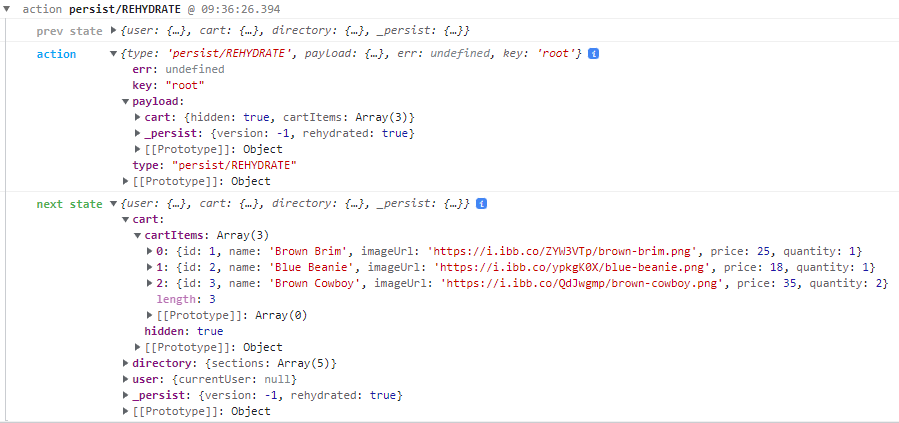 action persist/REHYDRATE @ 09:36:26.394
prev state {user: {…}, cart: {…}, directory: {…}, _persist: {…}}
action {type: 'persist/REHYDRATE', payload: {…}, err: undefined, key: 'root'}
err: undefined
key: "root"
payload:
cart: {hidden: true, cartItems: Array(3)}
_persist: {version: -1, rehydrated: true}
[[Prototype]]: Object
type: "persist/REHYDRATE"
[[Prototype]]: Object
next state {user: {…}, cart: {…}, directory: {…}, _persist: {…}}
cart:
cartItems: Array(3)
0: {id: 1, name: 'Brown Brim', imageUrl: 'https://i.ibb.co/ZYW3VTp/brown-brim.png', price: 25, quantity: 1}
1: {id: 2, name: 'Blue Beanie', imageUrl: 'https://i.ibb.co/ypkgK0X/blue-beanie.png', price: 18, quantity: 1}
2: {id: 3, name: 'Brown Cowboy', imageUrl: 'https://i.ibb.co/QdJwgmp/brown-cowboy.png', price: 35, quantity: 2}
length: 3
[[Prototype]]: Array(0)
hidden: true
[[Prototype]]: Object
directory: {sections: Array(5)}
user: {currentUser: null}
_persist: {version: -1, rehydrated: true}
[[Prototype]]: Object